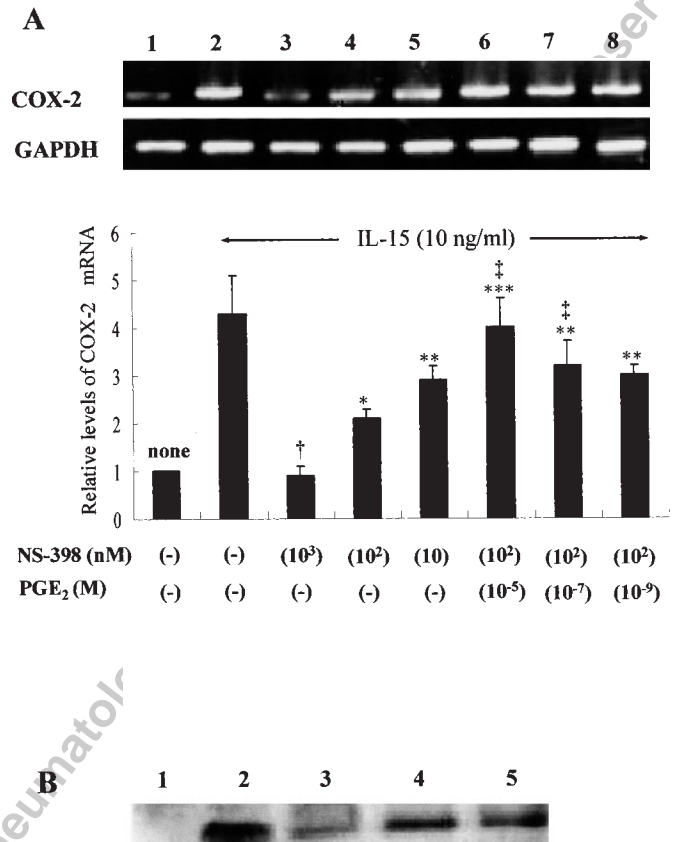 A
1 2 3 4 5 6 7 8
COX-2
GAPDH
Relative levels of COX-2 mRNA
6
5
4
3
2
1
0
IL-15 (10 ng/ml)
none
†
*
**
‡
***
‡
**
**
NS-398 (nM) (-) (-) (10³) (10²) (10) (10²) (10²) (10²)
PGE₂ (M) (-) (-) (-) (-) (-) (10⁻⁵) (10⁻⁷) (10⁻⁹)
B
1 2 3 4 5